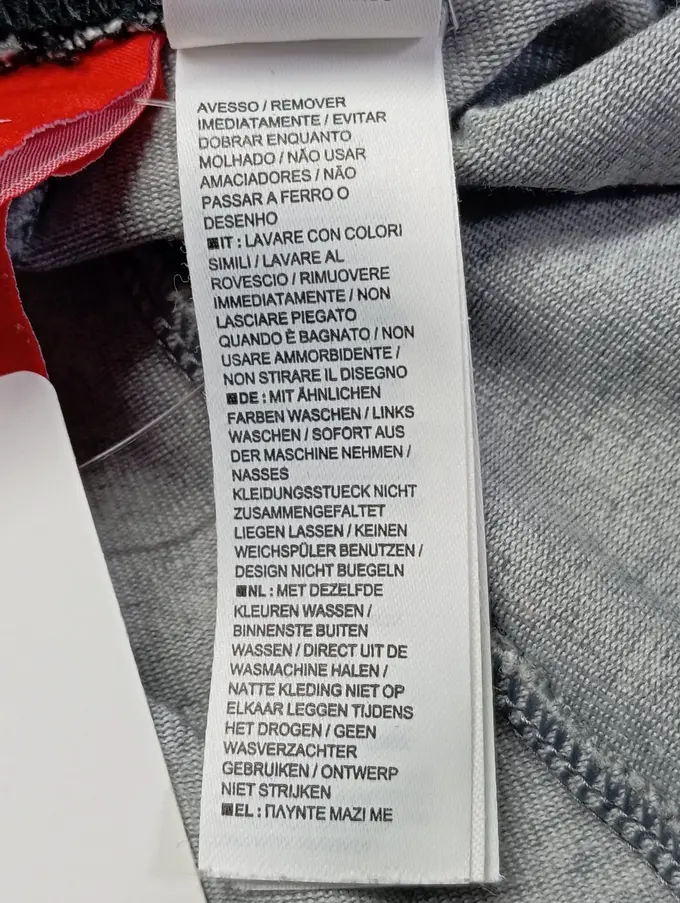 AVESSO / REMOVER
IMEDIATAMENTE / EVITAR
DOBRAR ENQUANTO
MOLHADO / NÃO USAR
AMACIADORES / NÃO
PASSAR A FERRO O
DESENHO
IT : LAVARE CON COLORI
SIMILI / LAVARE AL
ROVESCIO / RIMUOVERE
IMMEDIATAMENTE / NON
LASCIARE PIEGATO
QUANDO È BAGNATO / NON
USARE AMMORBIDENTE /
NON STIRARE IL DISEGNO
DE : MIT ÄHNLICHEN
FARBEN WASCHEN / LINKS
WASCHEN / SOFORT AUS
DER MASCHINE NEHMEN /
NASSES
KLEIDUNGSSTUECK NICHT
ZUSAMMENGEFALTET
LIEGEN LASSEN / KEINEN
WEICHSPÜLER BENUTZEN /
DESIGN NICHT BUEGELN
NL : MET DEZELFDE
KLEUREN WASSEN /
BINNENSTE BUITEN
WASSEN / DIRECT UIT DE
WASMACHINE HALEN /
NATTE KLEDING NIET OP
ELKAAR LEGGEN TIJDENS
HET DROGEN / GEEN
WASVERZACHTER
GEBRUIKEN / ONTWERP
NIET STRIJKEN
EL : ΠΛΥΝΤΕ ΜΑΖΙ ΜΕ